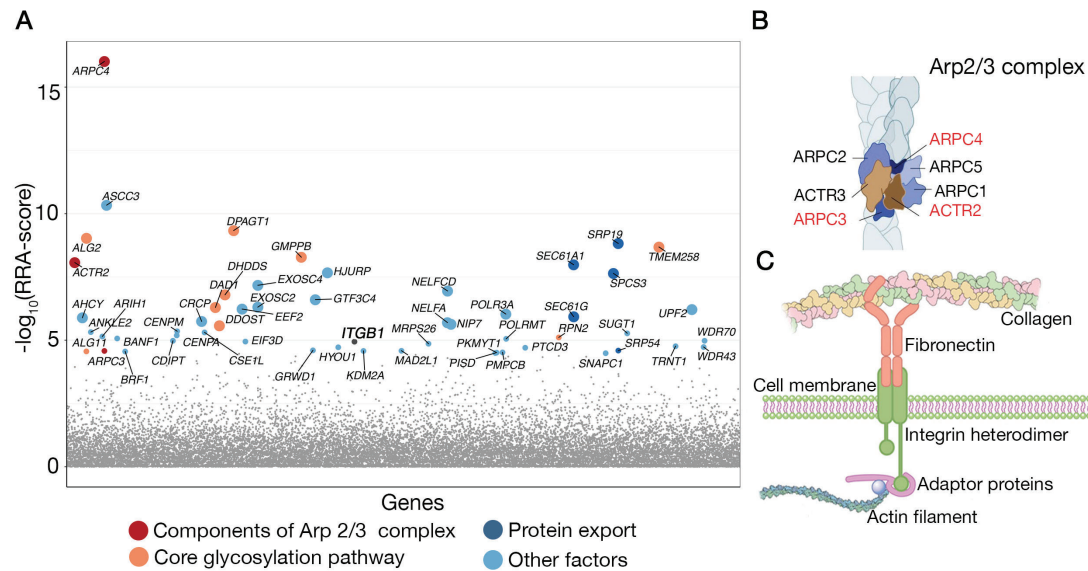 A
-log10(RRA-score)
15
10
5
0
ARPC4
ASCC3
DPAGT1
ALG2
GMPPB
SRP19
TMEM258
ACTR2
DHDDS
SEC61A1
DAD1
EXOSC4
HJURP
SPCS3
NELFCD
AHCY
ARIH1
CRCP
EXOSC2
GTF3C4
POLR3A
SEC61G
UPF2
ANKLE2
CENPM
DDOST
EEF2
NELFA
NIP7
POLRMT
RPN2
SUGT1
WDR70
ALG11
BANF1
CENPA
EIF3D
ITGB1
MRPS26
PKMYT1
PTCD3
SRP54
ARPC3
CDIPT
CSE1L
HYOU1
MAD2L1
PISD
PMPCB
SNAPC1
TRNT1
WDR43
BRF1
GRWD1
KDM2A
Genes
Components of Arp 2/3 complex
Protein export
Core glycosylation pathway
Other factors
B
Arp2/3 complex
ARPC2
ARPC4
ARPC5
ACTR3
ARPC1
ARPC3
ACTR2
C
Collagen
Fibronectin
Cell membrane
Integrin heterodimer
Adaptor proteins
Actin filament